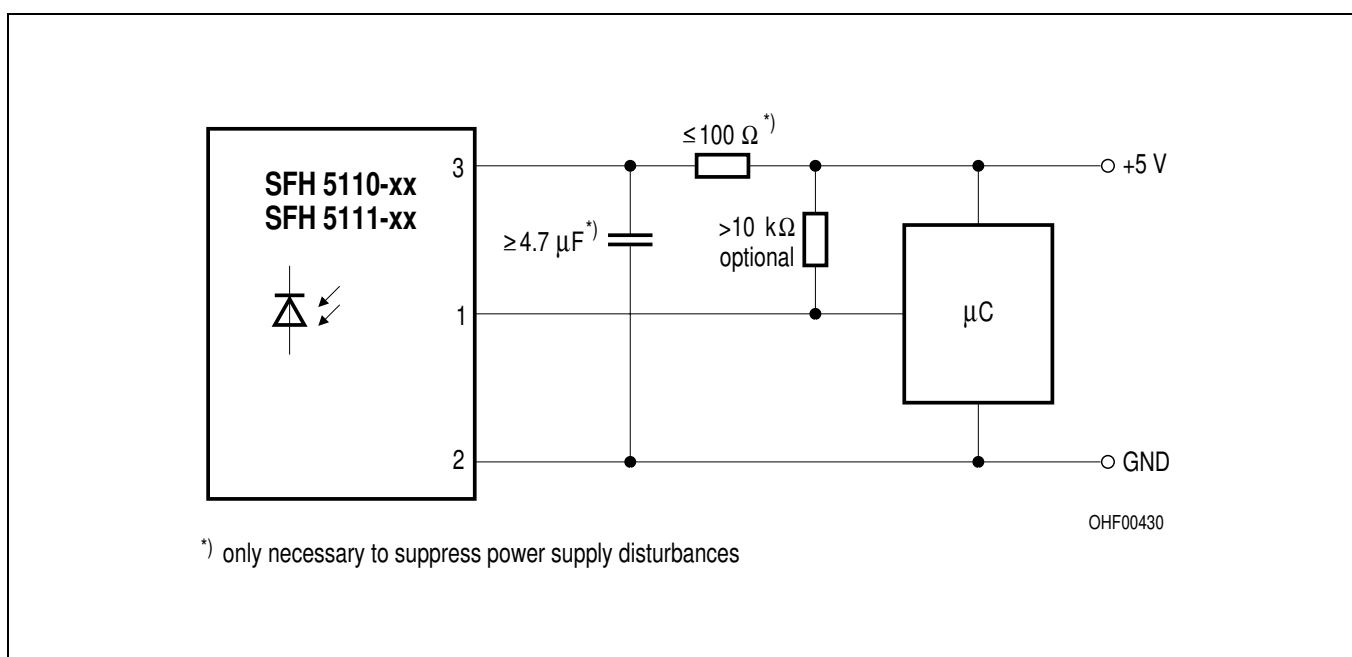 ≤100 Ω *)
3
+5 V
SFH 5110-xx
SFH 5111-xx
≥4.7 μF *)
>10 kΩ
optional
1
μC
2
GND
OHF00430
*) only necessary to suppress power supply disturbances